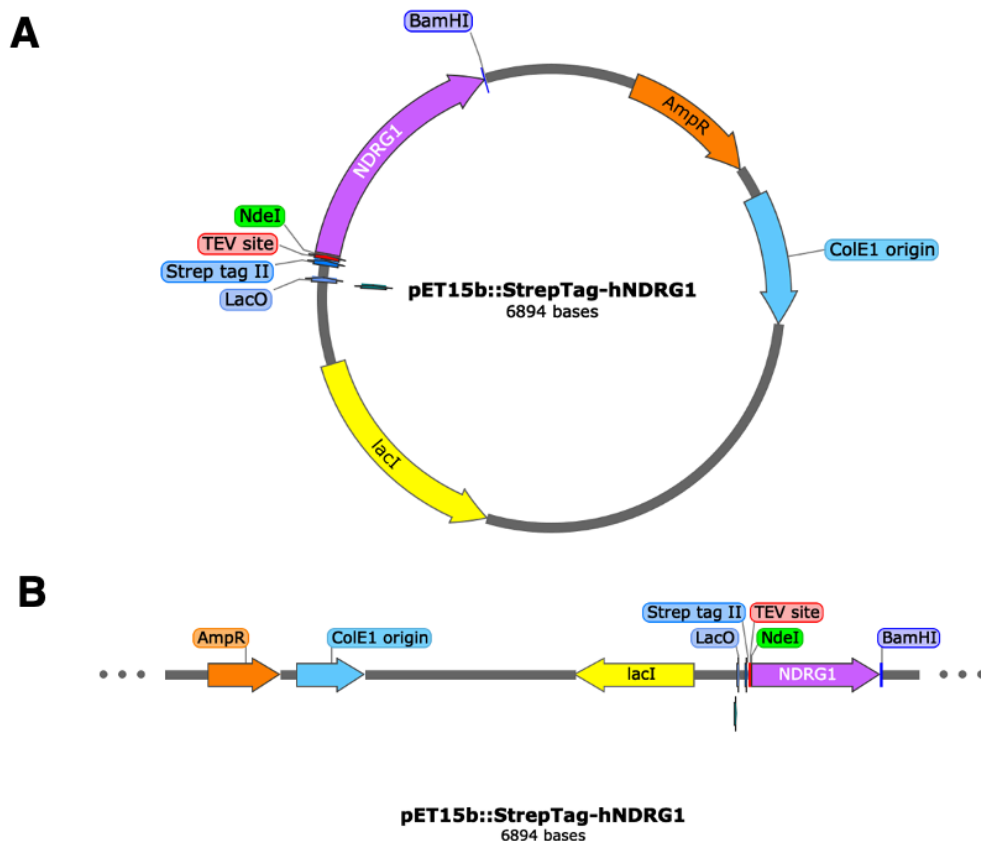 A
BamHI
AmpR
NDRG1
NdeI
TEV site
Strep tag II
LacO
ColE1 origin
pET15b::StrepTag-hNDRG1
6894 bases
lacI
B
Strep tag II TEV site
AmpR ColE1 origin LacO NdeI BamHI
lacI NDRG1
pET15b::StrepTag-hNDRG1
6894 bases